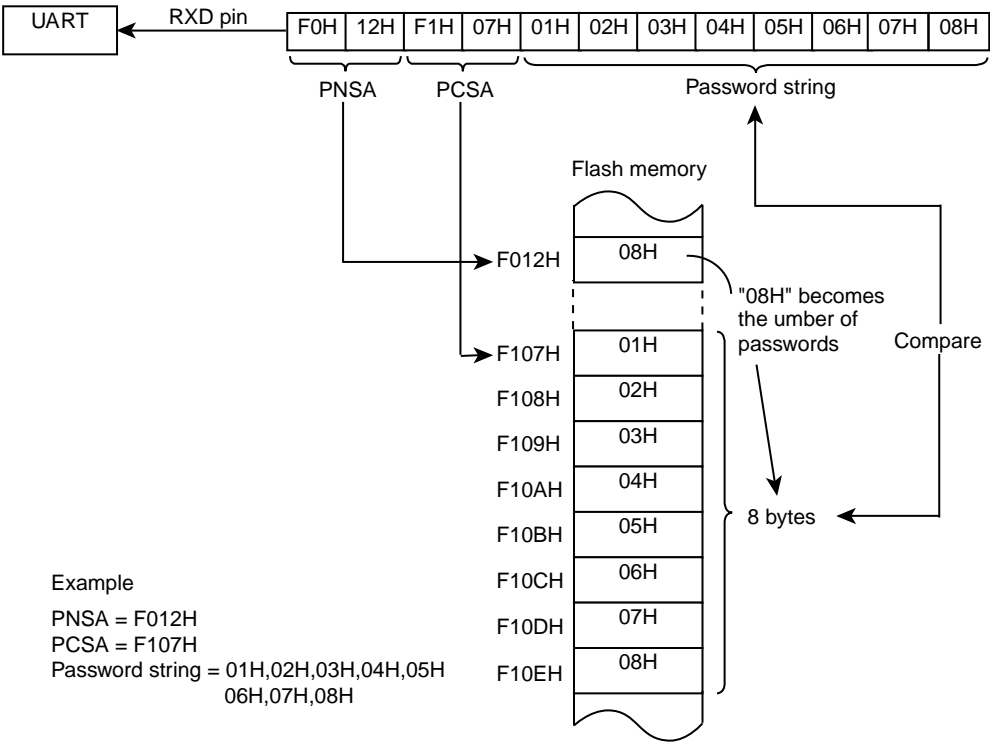 UART
RXD pin
F0H 12H F1H 07H 01H 02H 03H 04H 05H 06H 07H 08H
PNSA
PCSA
Password string
Flash memory
F012H 08H
"08H" becomes
the umber of
passwords
Compare
F107H 01H
F108H 02H
F109H 03H
F10AH 04H
F10BH 05H
F10CH 06H
F10DH 07H
F10EH 08H
8 bytes
Example
PNSA = F012H
PCSA = F107H
Password string = 01H,02H,03H,04H,05H
06H,07H,08H